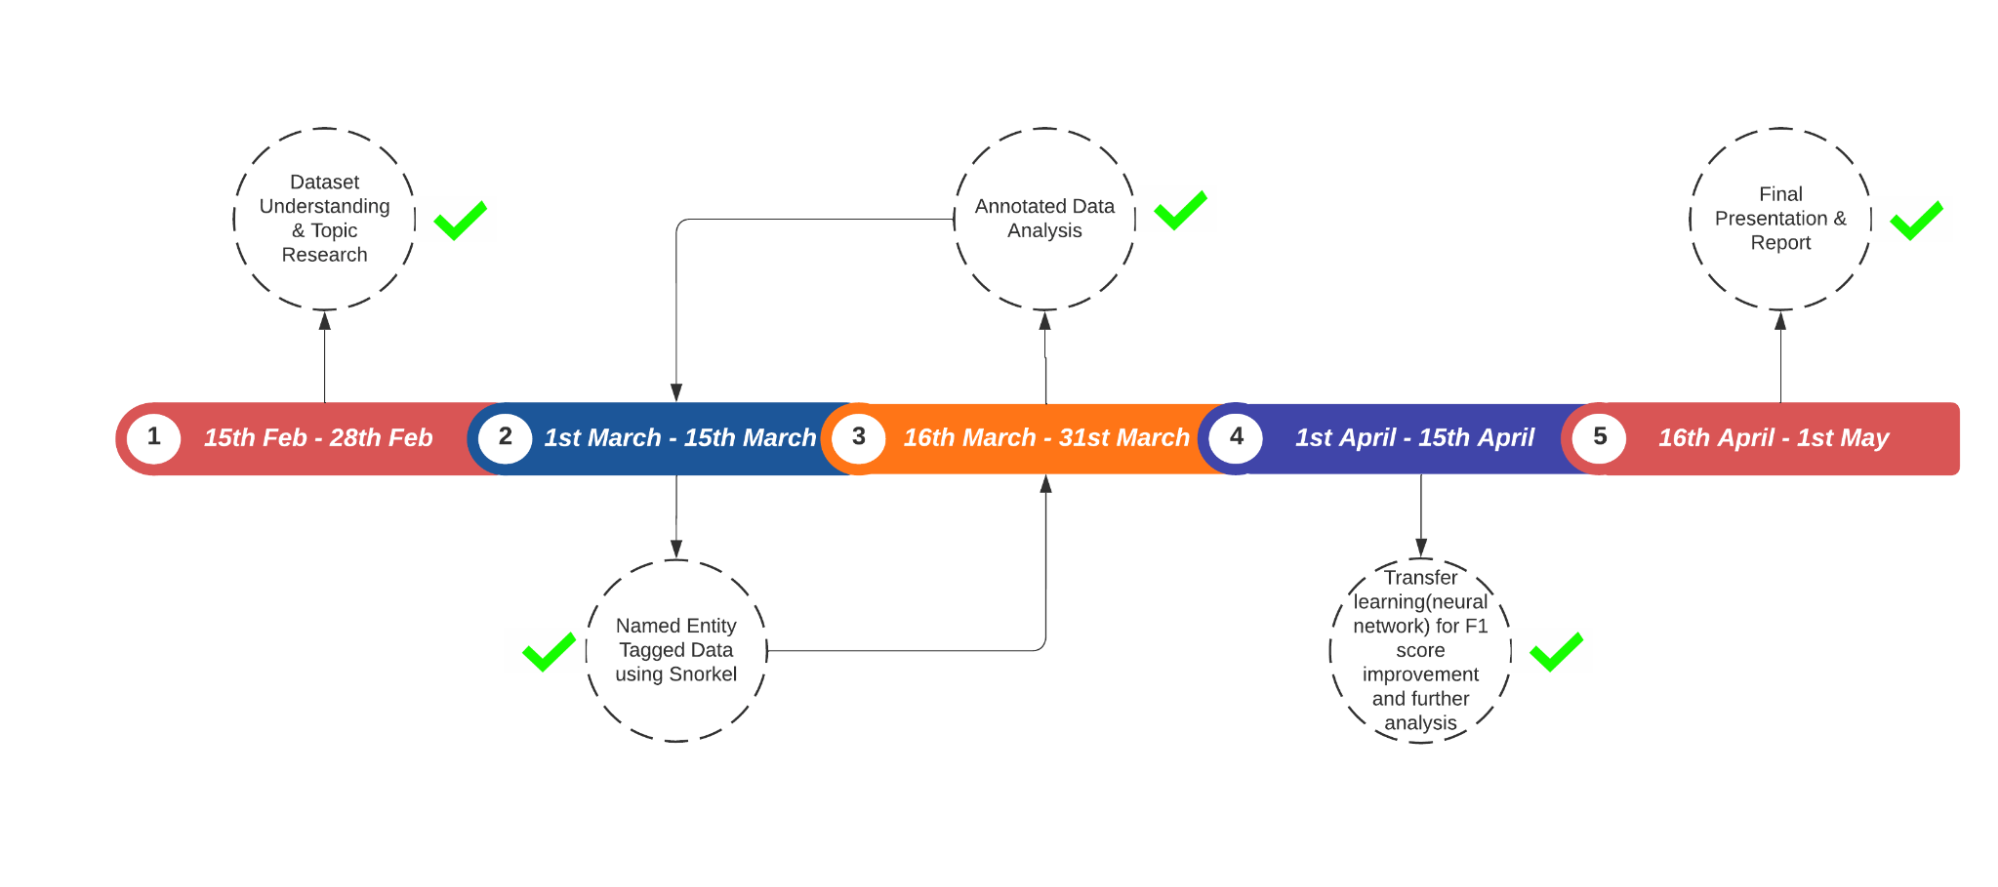 Dataset
Understanding
& Topic
Research
Annotated Data
Analysis
Final
Presentation &
Report
1
15th Feb - 28th Feb
2
1st March - 15th March
3
16th March - 31st March
4
1st April - 15th April
5
16th April - 1st May
Named Entity
Tagged Data
using Snorkel
Transfer
learning(neural
network) for F1
score
improvement
and further
analysis